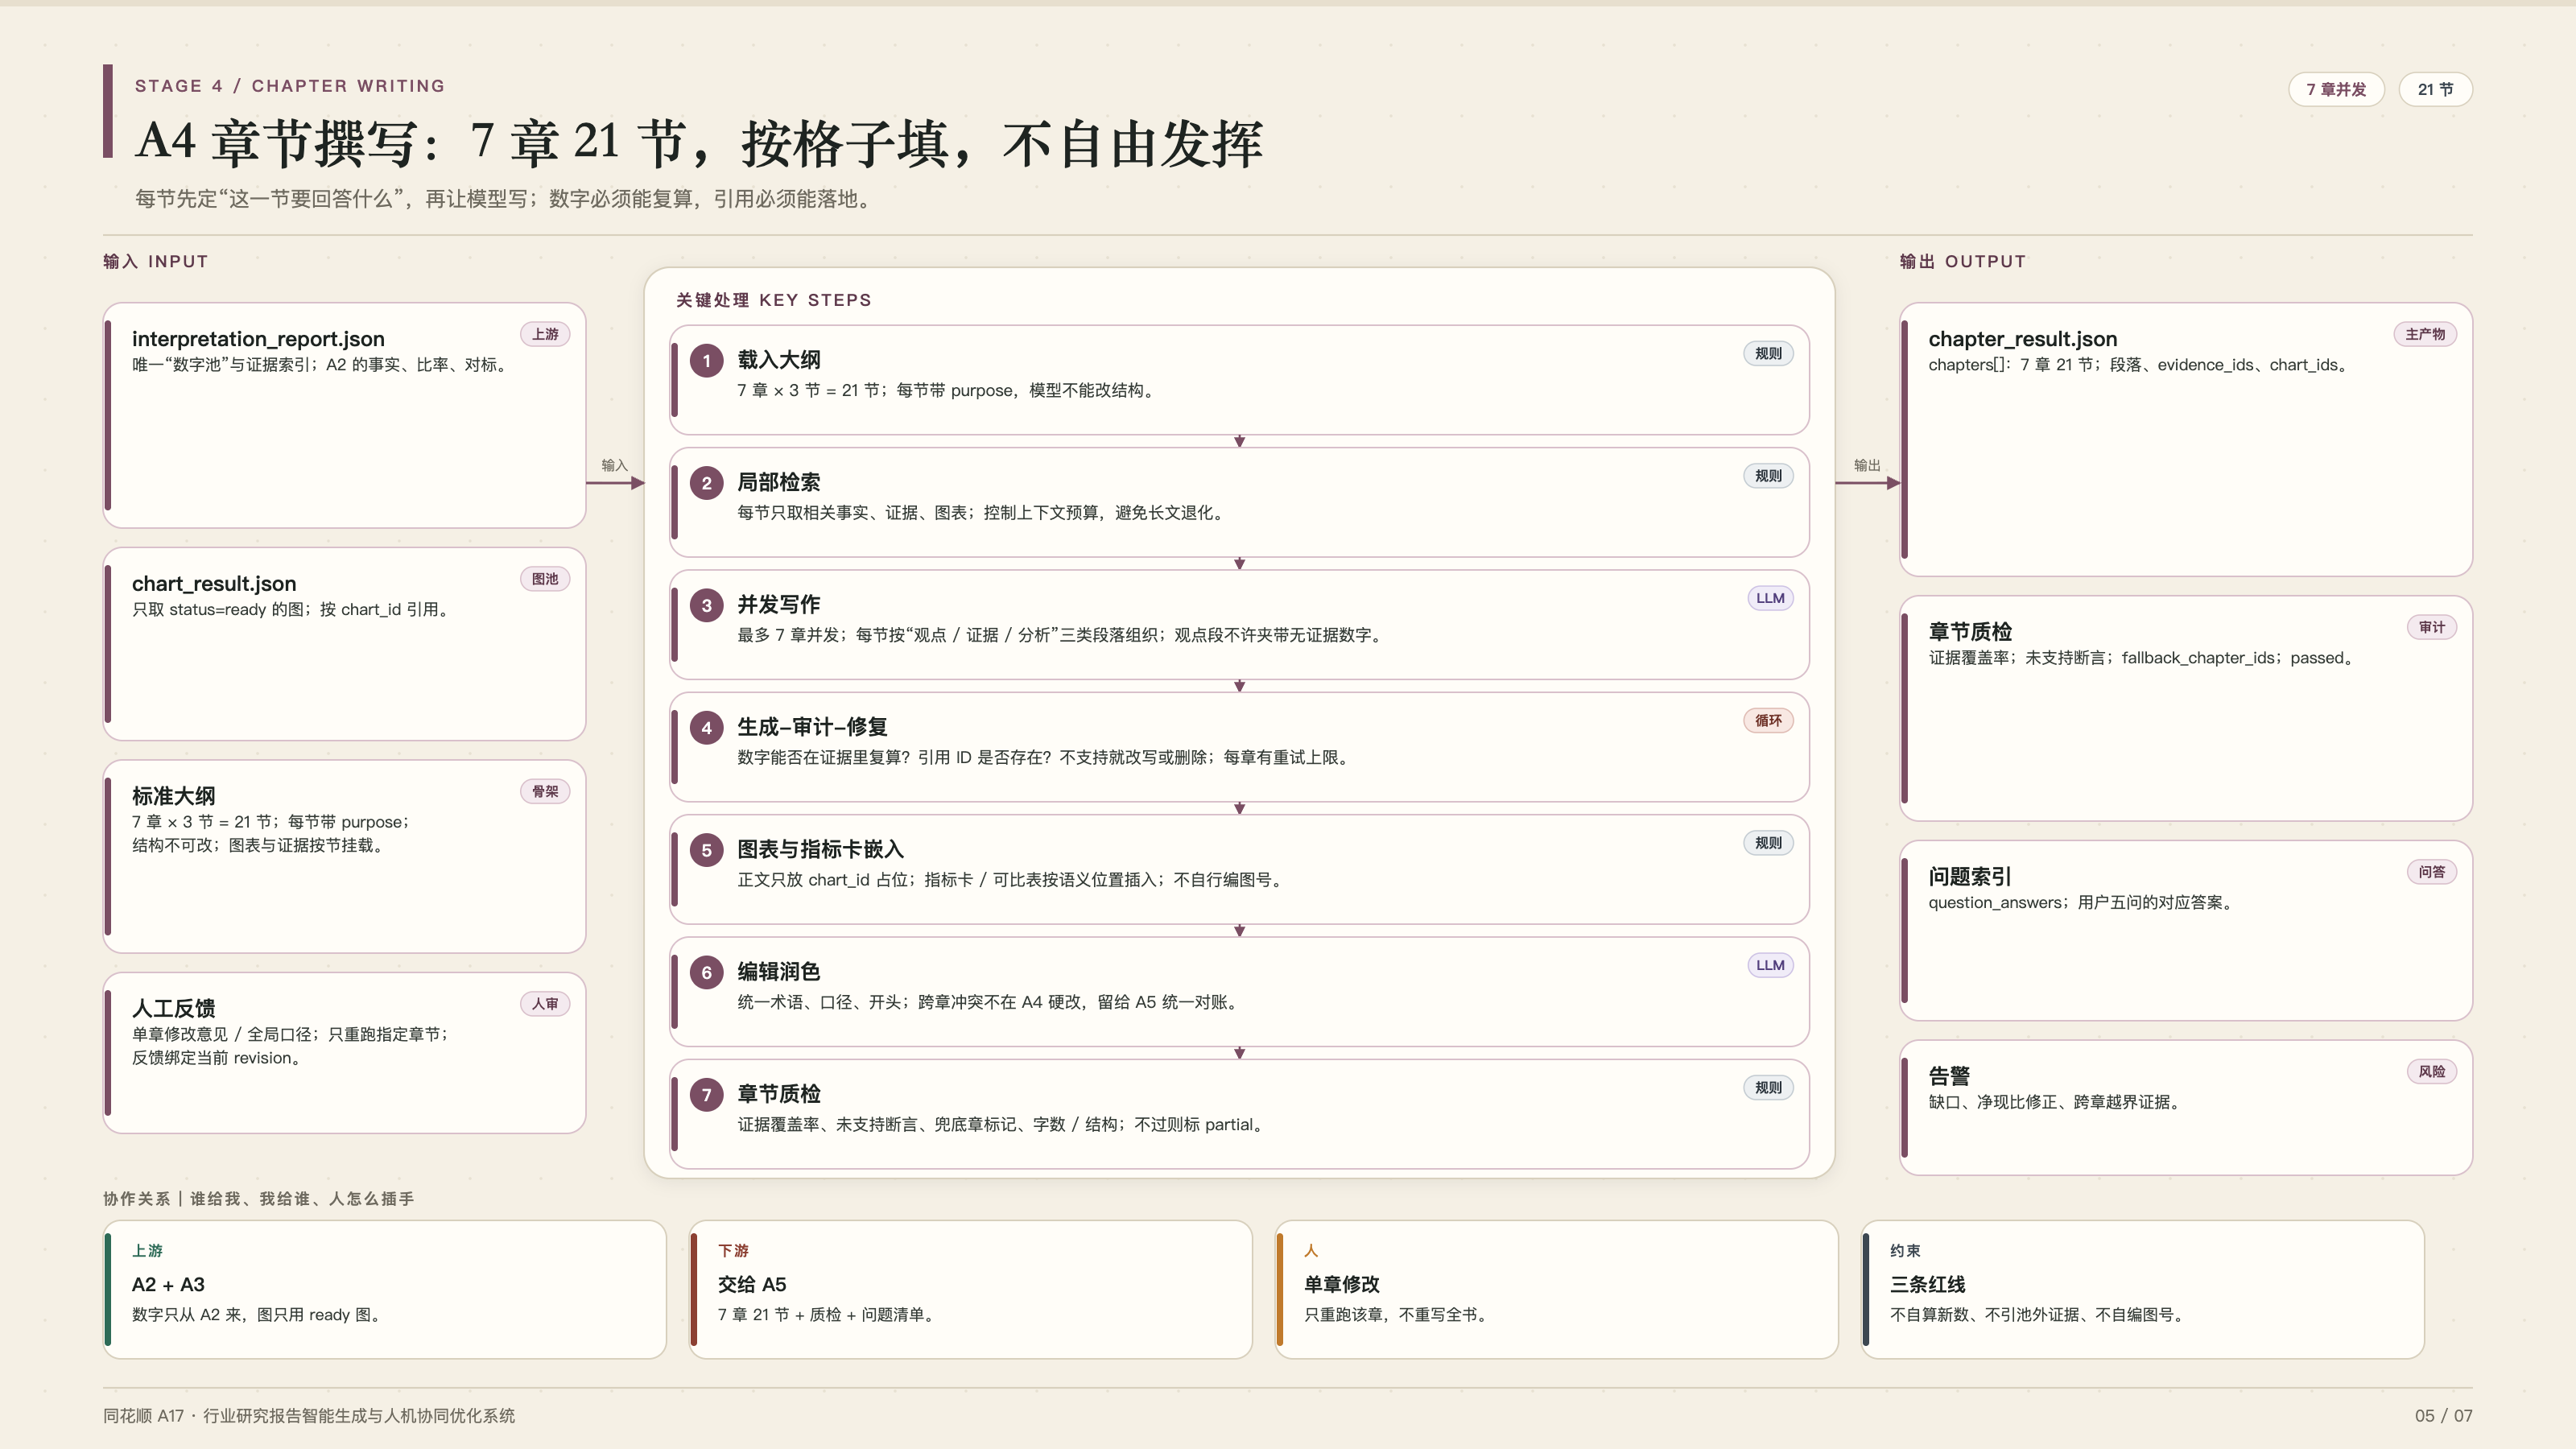 STAGE 4 / CHAPTER WRITING
7 章并发
21 节
A4 章节撰写：7 章 21 节，按格子填，不自由发挥
每节先定“这一节要回答什么”，再让模型写；数字必须能复算，引用必须能落地。
输入 INPUT
interpretation_report.json
上游
唯一“数字池”与证据索引；A2 的事实、比率、对标。
chart_result.json
图池
只取 status=ready 的图；按 chart_id 引用。
标准大纲
骨架
7 章 × 3 节 = 21 节；每节带 purpose；
结构不可改；图表与证据按节挂载。
人工反馈
人审
单章修改意见 / 全局口径；只重跑指定章节；
反馈绑定当前 revision。
输入
关键处理 KEY STEPS
1
载入大纲
规则
7 章 × 3 节 = 21 节；每节带 purpose，模型不能改结构。
2
局部检索
规则
每节只取相关事实、证据、图表；控制上下文预算，避免长文退化。
3
并发写作
LLM
最多 7 章并发；每节按“观点 / 证据 / 分析”三类段落组织；观点段不许夹带无证据数字。
4
生成–审计–修复
循环
数字能否在证据里复算？引用 ID 是否存在？不支持就改写或删除；每章有重试上限。
5
图表与指标卡嵌入
规则
正文只放 chart_id 占位；指标卡 / 可比表按语义位置插入；不自行编图号。
6
编辑润色
LLM
统一术语、口径、开头；跨章冲突不在 A4 硬改，留给 A5 统一对账。
7
章节质检
规则
证据覆盖率、未支持断言、兜底章标记、字数 / 结构；不过则标 partial。
输出
输出 OUTPUT
chapter_result.json
主产物
chapters[]：7 章 21 节；段落、evidence_ids、chart_ids。
章节质检
审计
证据覆盖率；未支持断言；fallback_chapter_ids；passed。
问题索引
问答
question_answers；用户五问的对应答案。
告警
风险
缺口、净现比修正、跨章越界证据。
协作关系｜谁给我、我给谁、人怎么插手
上游
A2 + A3
数字只从 A2 来，图只用 ready 图。
下游
交给 A5
7 章 21 节 + 质检 + 问题清单。
人
单章修改
只重跑该章，不重写全书。
约束
三条红线
不自算新数、不引池外证据、不自编图号。
同花顺 A17 · 行业研究报告智能生成与人机协同优化系统
05 / 07